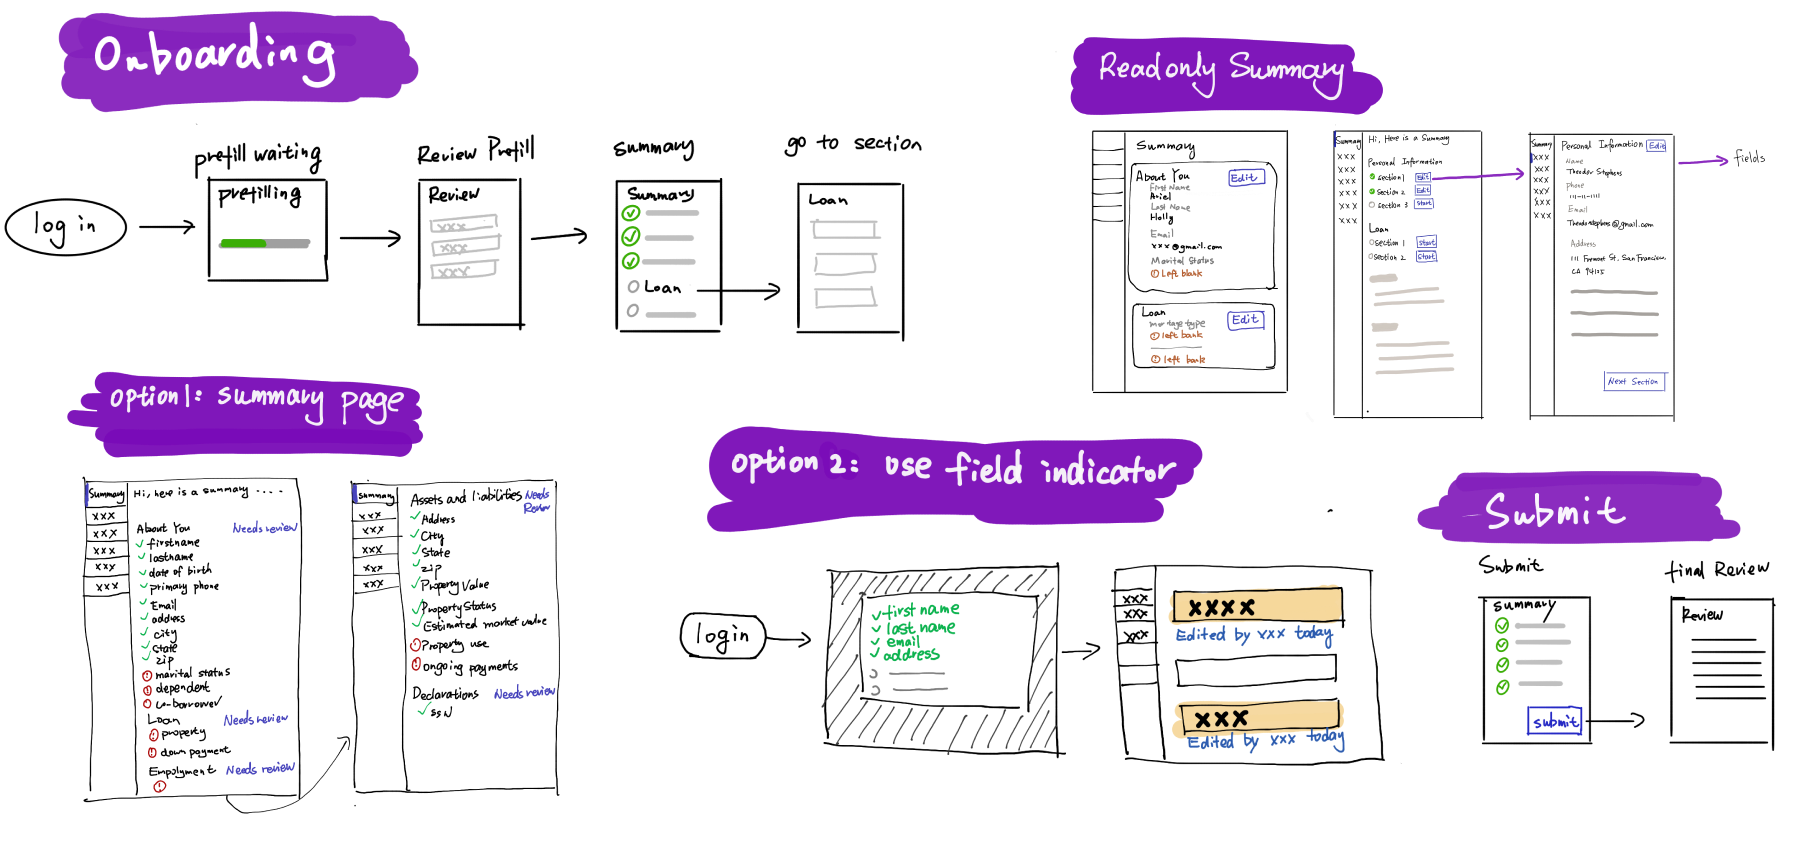 Onboarding
prefill waiting
Review Prefill
Summary
go to section
log in
prefilling
Review
xxx
xxx
xxx
Summary
Loan
Loan
Readonly Summary
Summary
About You
Edit
First Name
Ariel
Last Name
Holly
Email
xxx@gmail.com
Marital Status
! Left blank
Loan
Edit
mortage type
! left bank
! left bank
Summary
xxx
xxx
xxx
xxx
xxx
xxx
Hi, Here is a Summary
Personal Information
section 1 Edit
Section 2 Edit
Section 3 Start
Loan
Section 1 Start
Section 2 Start
Summary
xxx
xxx
xxx
xxx
xxx
xxx
Personal Information Edit
Name
Theodor Stephens
phone
111-11-1111
Email
Theodorstephens@gmail.com
Address
111 Fremont St. San Francisco,
CA 94105
Next Section
fields
option1: summary page
Summary
xxx
xxx
xxx
xxx
xxx
Hi, here is a summary ....
About You Needs review
firstname
lastname
date of birth
primary phone
Email
address
city
State
zip
! marital status
! dependent
! co-borrower
Loan Needs review
! property
! down payment
Empolyment Needs review
!
Summary
xxx
xxx
xxx
xxx
xxx
Assets and liabilities Needs
Review
Address
City
State
zip
Property Value
Property Status
Estimated market value
! Property use
! ongoing payments
Declarations Needs review
SSN
option 2: use field indicator
login
first name
last name
email
address
xxx
xxx
xxx
xxxx
Edited by xxx today
xxx
Edited by xxx today
Submit
Submit
Summary
submit
final Review
Review